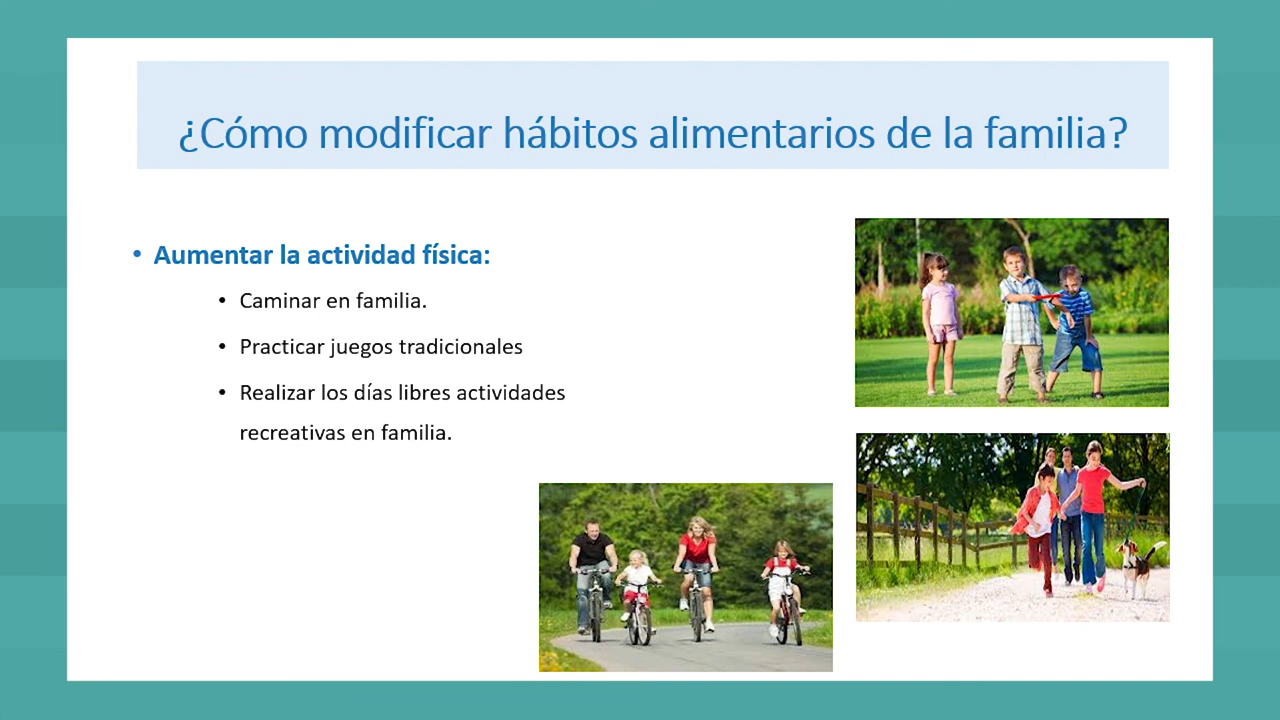 ¿Cómo modificar hábitos alimentarios de la familia?
• Aumentar la actividad física:
• Caminar en familia.
• Practicar juegos tradicionales
• Realizar los días libres actividades
recreativas en familia.